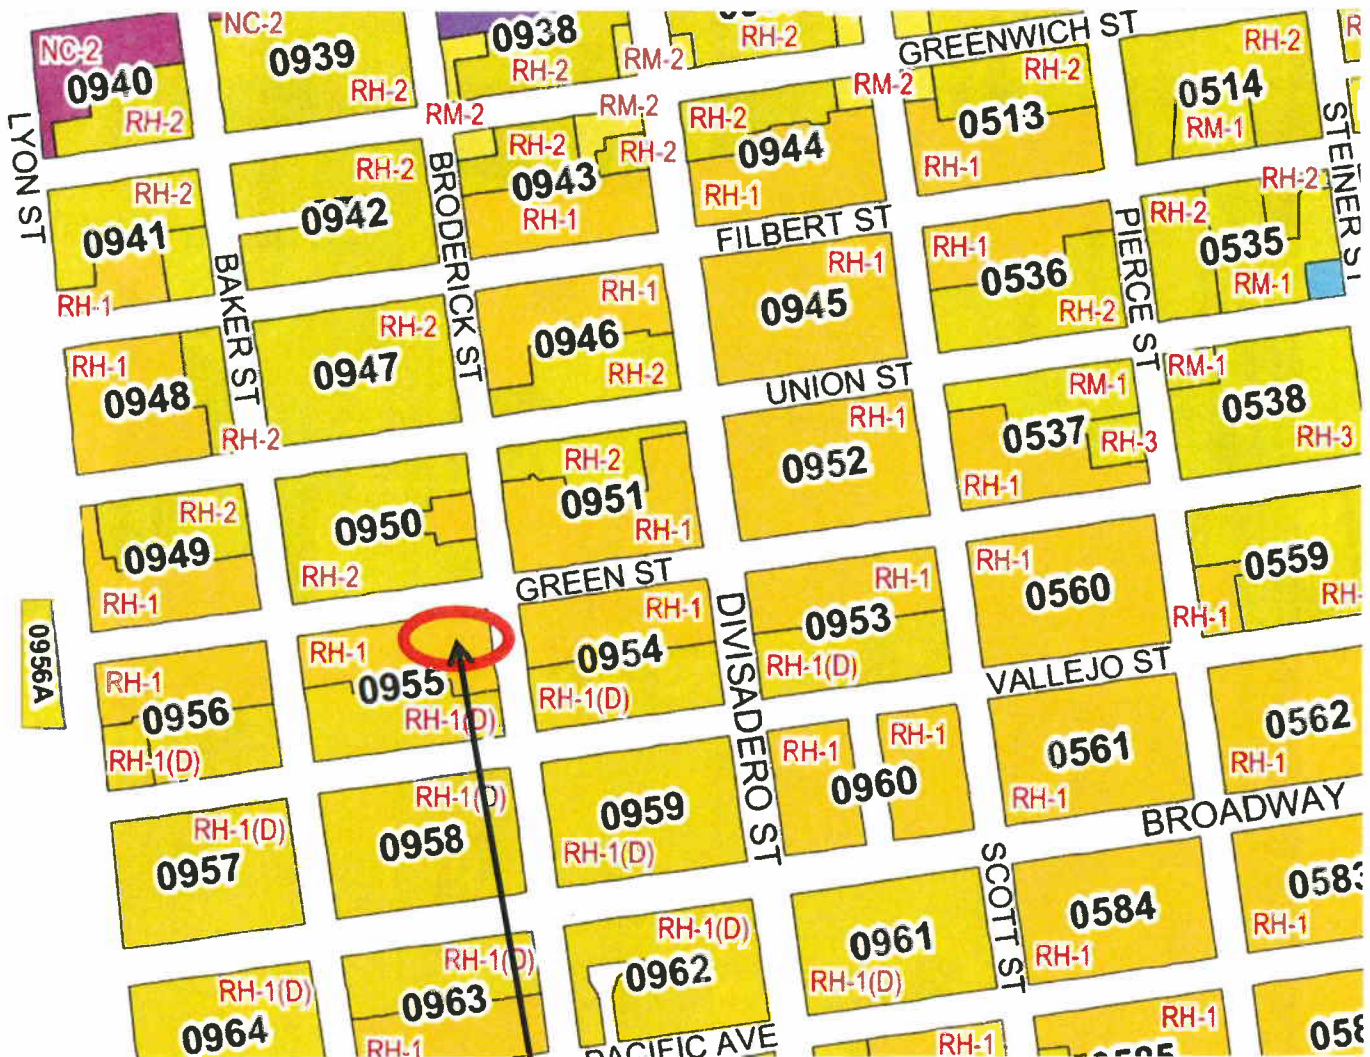 NC-2
0940
RH-2
NC-2
0939
RH-2
0938
RH-2
RM-2
RH-2
GREENWICH ST
RH-2
0513
RH-1
RH-2
0514
RM-1
LYON ST
RM-2
RM-2
RM-2
STEINER ST
RH-2
0941
RH-1
RH-2
0942
BRODERICK ST
RH-2
RH-2
0943
RH-1
RH-2
0944
RH-1
FILBERT ST
RH-1
0536
RH-2
PIERCE ST
RH-2
RH-2
0535
RM-1
BAKER ST
RH-1
0948
RH-2
RH-2
0947
RH-1
0946
RH-2
RH-1
0945
UNION ST
RM-1
0537
RH-3
RH-1
RM-1
0538
RH-3
RH-2
0949
RH-1
0950
RH-2
RH-2
0951
RH-1
RH-1
0952
GREEN ST
DIVISADERO ST
RH-1
0953
RH-1(D)
RH-1
0560
0559
RH-
RH-1
0956A
RH-1
0956
RH-1(D)
RH-1
0955
RH-1(D)
RH-1
0954
RH-1(D)
VALLEJO ST
RH-1(D)
0957
RH-1(D)
0958
0959
RH-1(D)
RH-1
RH-1
0960
0561
RH-1
0562
RH-1
BROADWAY
SCOTT ST
RH-1(D)
0964
RH-1(D)
0963
RH-1
RH-1(D)
0962
PACIFIC AVE
0961
RH-1(D)
RH-1
0584
RH-1
RH-1
0583
RH-1
058